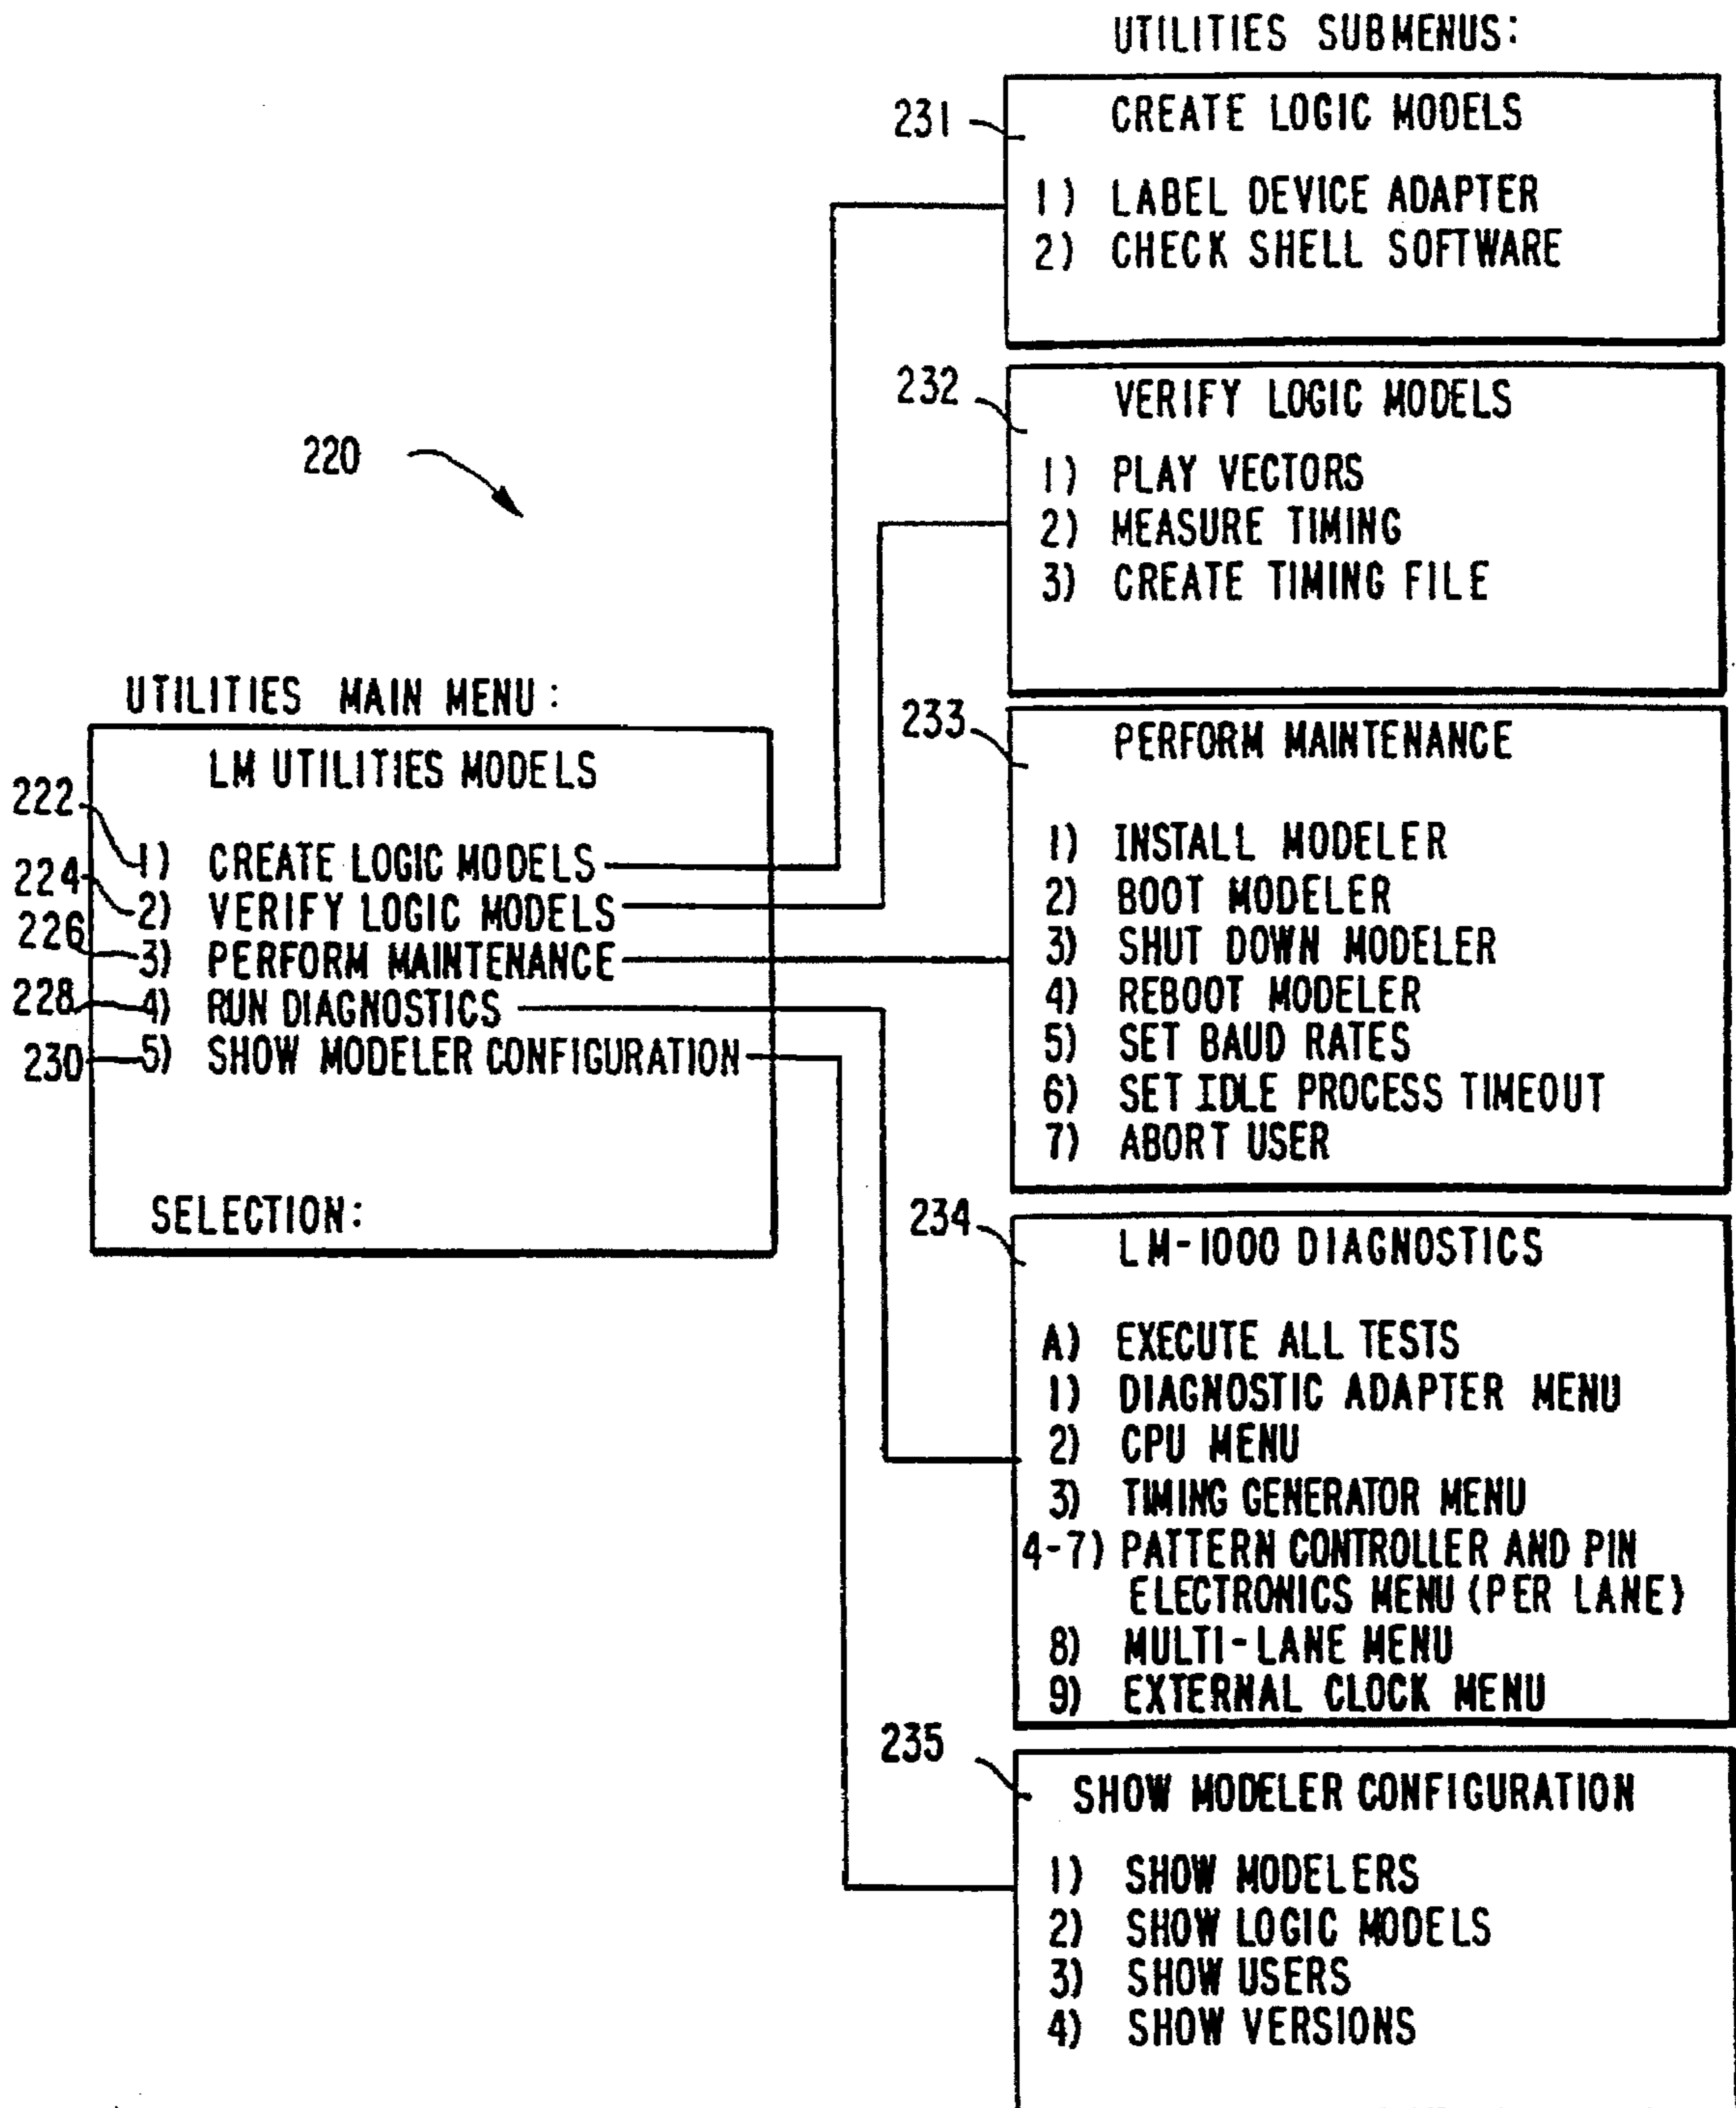 220
UTILITIES MAIN MENU:
LM UTILITIES MODELS
222 1) CREATE LOGIC MODELS
224 2) VERIFY LOGIC MODELS
226 3) PERFORM MAINTENANCE
228 4) RUN DIAGNOSTICS
230 5) SHOW MODELER CONFIGURATION
SELECTION:
UTILITIES SUBMENUS:
231 CREATE LOGIC MODELS
1) LABEL DEVICE ADAPTER
2) CHECK SHELL SOFTWARE
232 VERIFY LOGIC MODELS
1) PLAY VECTORS
2) MEASURE TIMING
3) CREATE TIMING FILE
233 PERFORM MAINTENANCE
1) INSTALL MODELER
2) BOOT MODELER
3) SHUT DOWN MODELER
4) REBOOT MODELER
5) SET BAUD RATES
6) SET IDLE PROCESS TIMEOUT
7) ABORT USER
234 LM-1000 DIAGNOSTICS
A) EXECUTE ALL TESTS
1) DIAGNOSTIC ADAPTER MENU
2) CPU MENU
3) TIMING GENERATOR MENU
4-7) PATTERN CONTROLLER AND PIN
ELECTRONICS MENU (PER LANE)
8) MULTI-LANE MENU
9) EXTERNAL CLOCK MENU
235 SHOW MODELER CONFIGURATION
1) SHOW MODELERS
2) SHOW LOGIC MODELS
3) SHOW USERS
4) SHOW VERSIONS